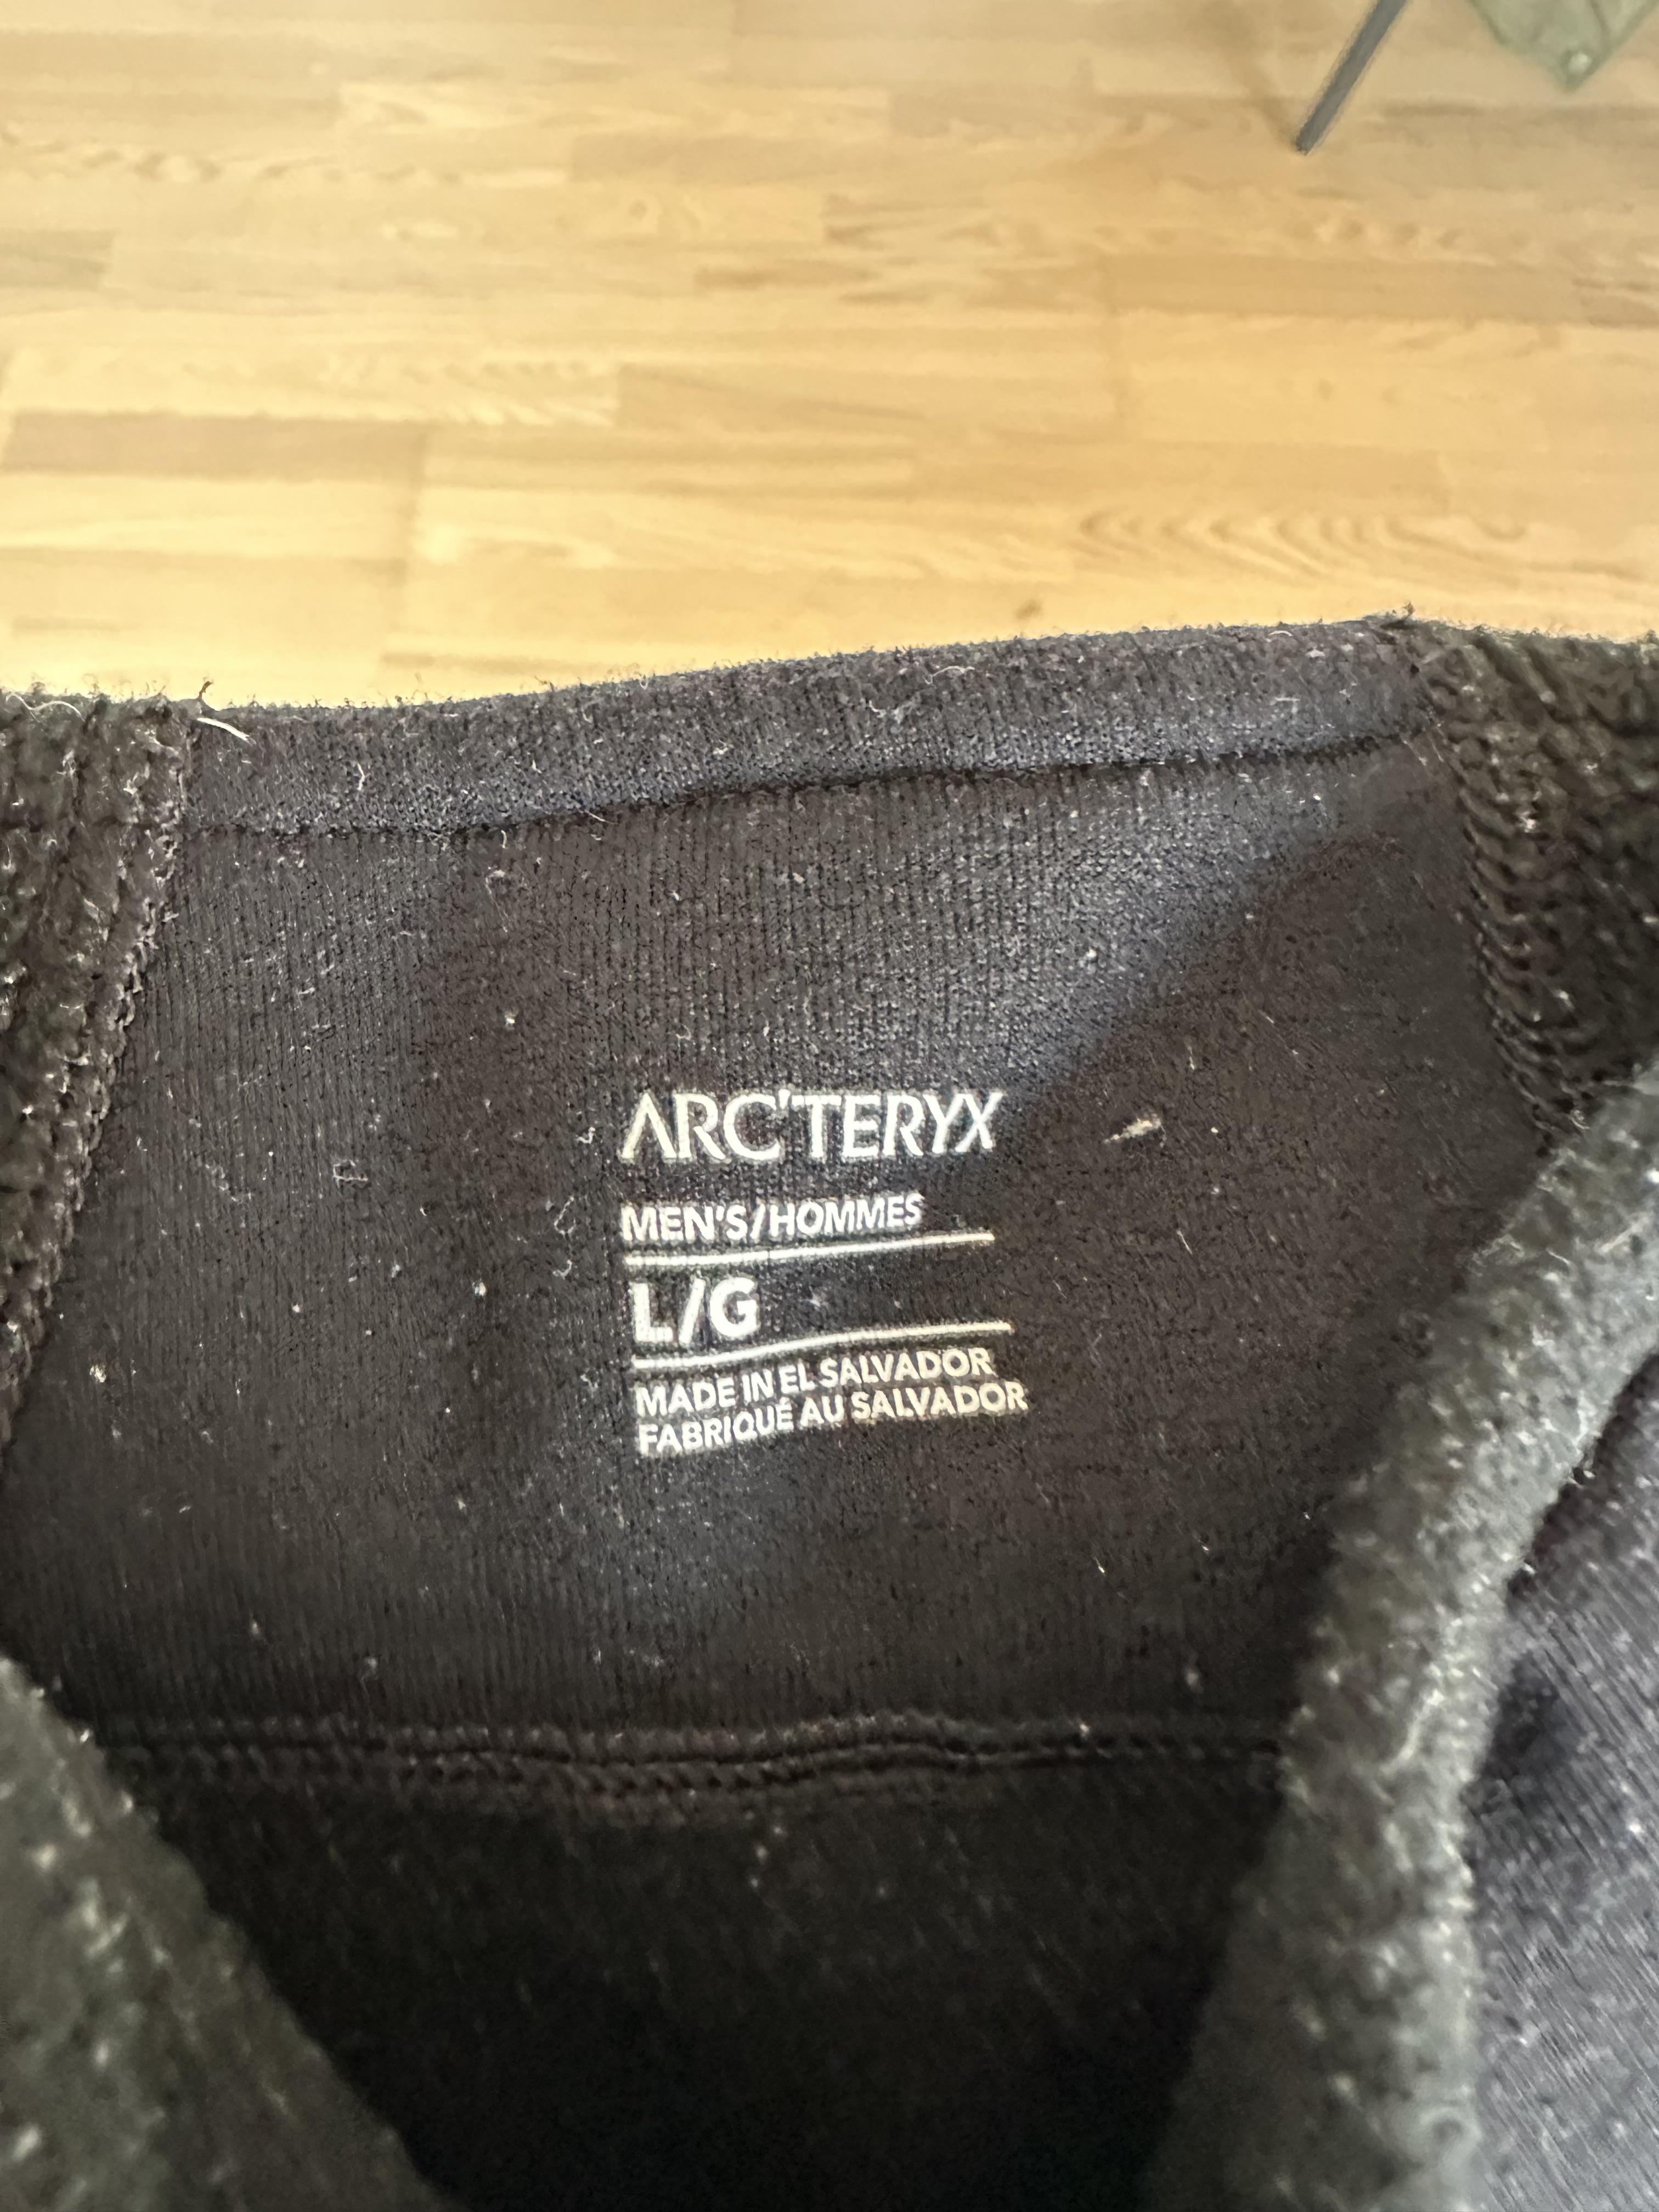 ARC'TERYX
MEN'S/HOMMES
L/G
MADE IN EL SALVADOR
FABRIQUÉ AU SALVADOR